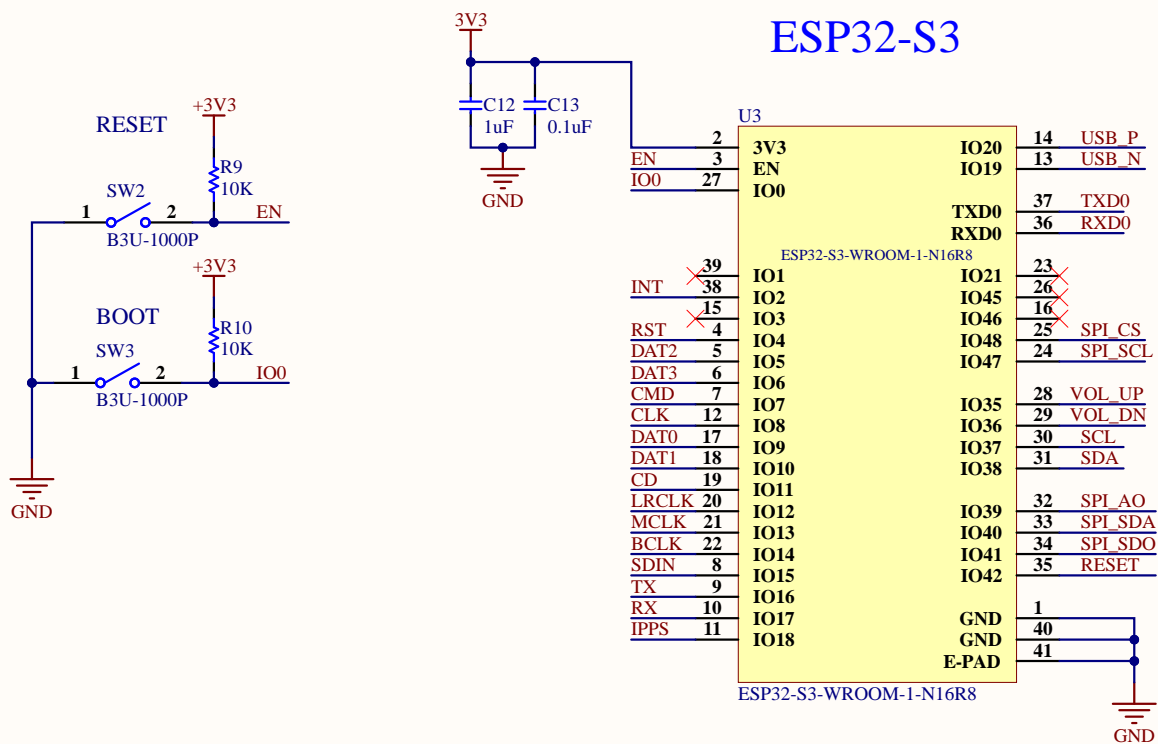 ESP32-S3
3V3
C12
1uF
C13
0.1uF
GND
RESET
+3V3
R9
10K
SW2
1 2
EN
B3U-1000P
BOOT
+3V3
R10
10K
SW3
1 2
IO0
B3U-1000P
GND
U3
2 3V3
EN 3 EN
IO0 27 IO0
39 IO1
INT 38 IO2
15 IO3
RST 4 IO4
DAT2 5 IO5
DAT3 6 IO6
CMD 7 IO7
CLK 12 IO8
DAT0 17 IO9
DAT1 18 IO10
CD 19 IO11
LRCLK 20 IO12
MCLK 21 IO13
BCLK 22 IO14
SDIN 8 IO15
TX 9 IO16
RX 10 IO17
IPPS 11 IO18
ESP32-S3-WROOM-1-N16R8
IO20 14 USB_P
IO19 13 USB_N
TXD0 37 TXD0
RXD0 36 RXD0
IO21 23
IO45 26
IO46 16
IO48 25 SPI_CS
IO47 24 SPI_SCL
IO35 28 VOL_UP
IO36 29 VOL_DN
IO37 30 SCL
IO38 31 SDA
IO39 32 SPI_AO
IO40 33 SPI_SDA
IO41 34 SPI_SDO
IO42 35 RESET
GND 1
GND 40
E-PAD 41
ESP32-S3-WROOM-1-N16R8
GND